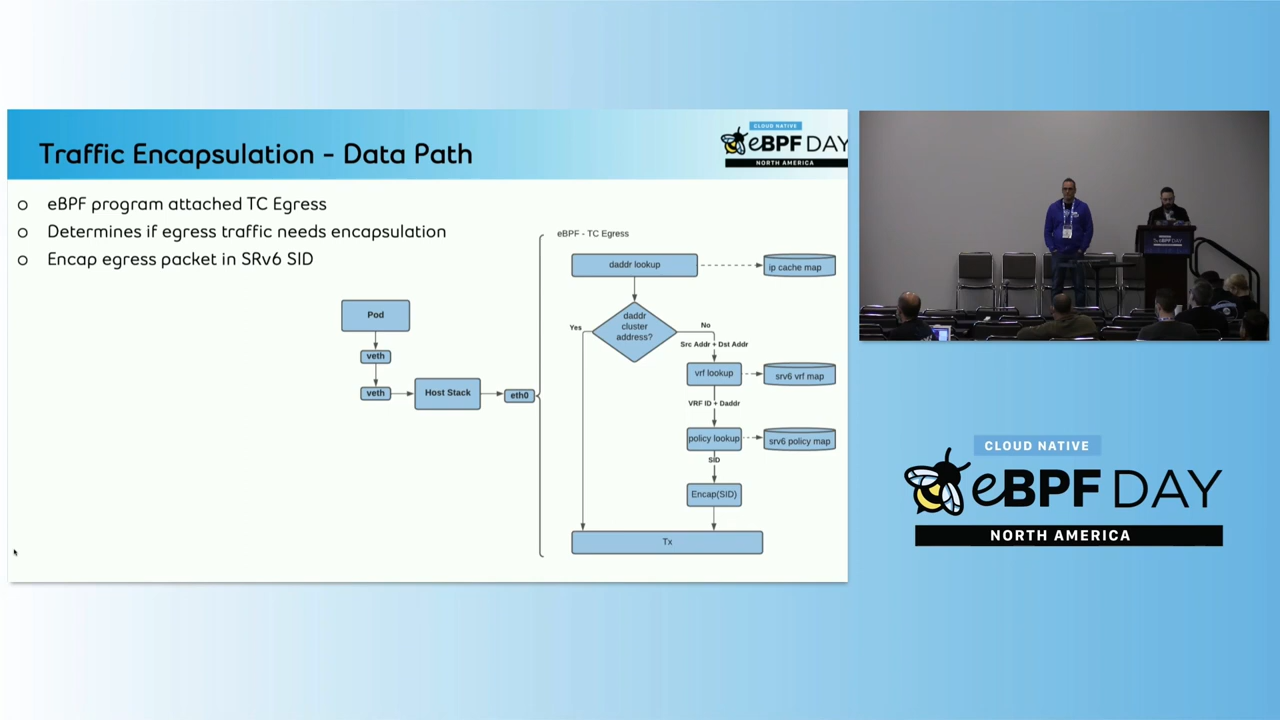 Traffic Encapsulation - Data Path
CLOUD NATIVE
eBPF DAY
NORTH AMERICA
eBPF program attached TC Egress
Determines if egress traffic needs encapsulation
Encap egress packet in SRv6 SID
eBPF - TC Egress
daddr lookup
ip cache map
daddr
cluster
address?
Yes
No
Src Addr + Dst Addr
vrf lookup
srv6 vrf map
VRF ID + Daddr
policy lookup
srv6 policy map
SID
Encap(SID)
Tx
Pod
veth
veth
Host Stack
eth0
eBPF DAY
CLOUD NATIVE
eBPF DAY
NORTH AMERICA